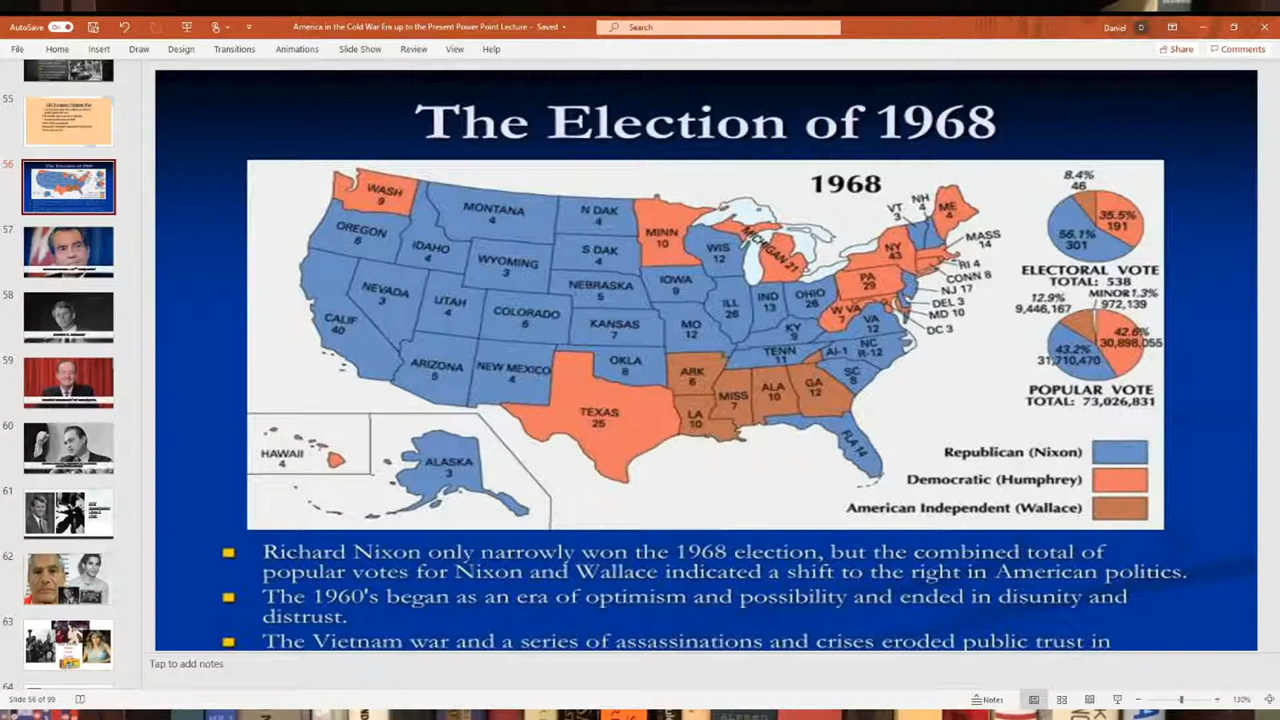 AutoSave On America in the Cold War Era up to the Present Power Point Lecture - Saved Search Daniel D
File Home Insert Draw Design Transitions Animations Slide Show Review View Help Share Comments
55
56
57
58
59
60
61
62
63
64
The Election of 1968
1968
WASH 9
OREGON 6
CALIF 40
NEVADA 3
IDAHO 4
MONTANA 4
WYOMING 3
UTAH 4
COLORADO 6
ARIZONA 5
NEW MEXICO 4
N DAK 4
S DAK 4
NEBRASKA 5
KANSAS 7
OKLA 8
TEXAS 25
MINN 10
IOWA 9
MO 12
ARK 6
LA 10
WIS 12
ILL 26
MICHIGAN 21
IND 13
OHIO 26
KY 9
TENN 11
MISS 7
ALA 10
GA 12
FLA 14
SC 8
NC R-12
AI-1
VA 12
W VA 7
PA 29
NY 43
VT 3
NH 4
ME 4
MASS 14
RI 4
CONN 8
NJ 17
DEL 3
MD 10
DC 3
HAWAII 4
ALASKA 3
8.4%
46
35.5%
191
56.1%
301
ELECTORAL VOTE
TOTAL: 538
12.9%
9,446,167
MINOR 1.3%
972,139
42.6%
30,898,055
43.2%
31,710,470
POPULAR VOTE
TOTAL: 73,026,831
Republican (Nixon)
Democratic (Humphrey)
American Independent (Wallace)
Richard Nixon only narrowly won the 1968 election, but the combined total of
popular votes for Nixon and Wallace indicated a shift to the right in American politics.
The 1960's began as an era of optimism and possibility and ended in disunity and
distrust.
The Vietnam war and a series of assassinations and crises eroded public trust in
Tap to add notes
Slide 56 of 99 Notes 130%